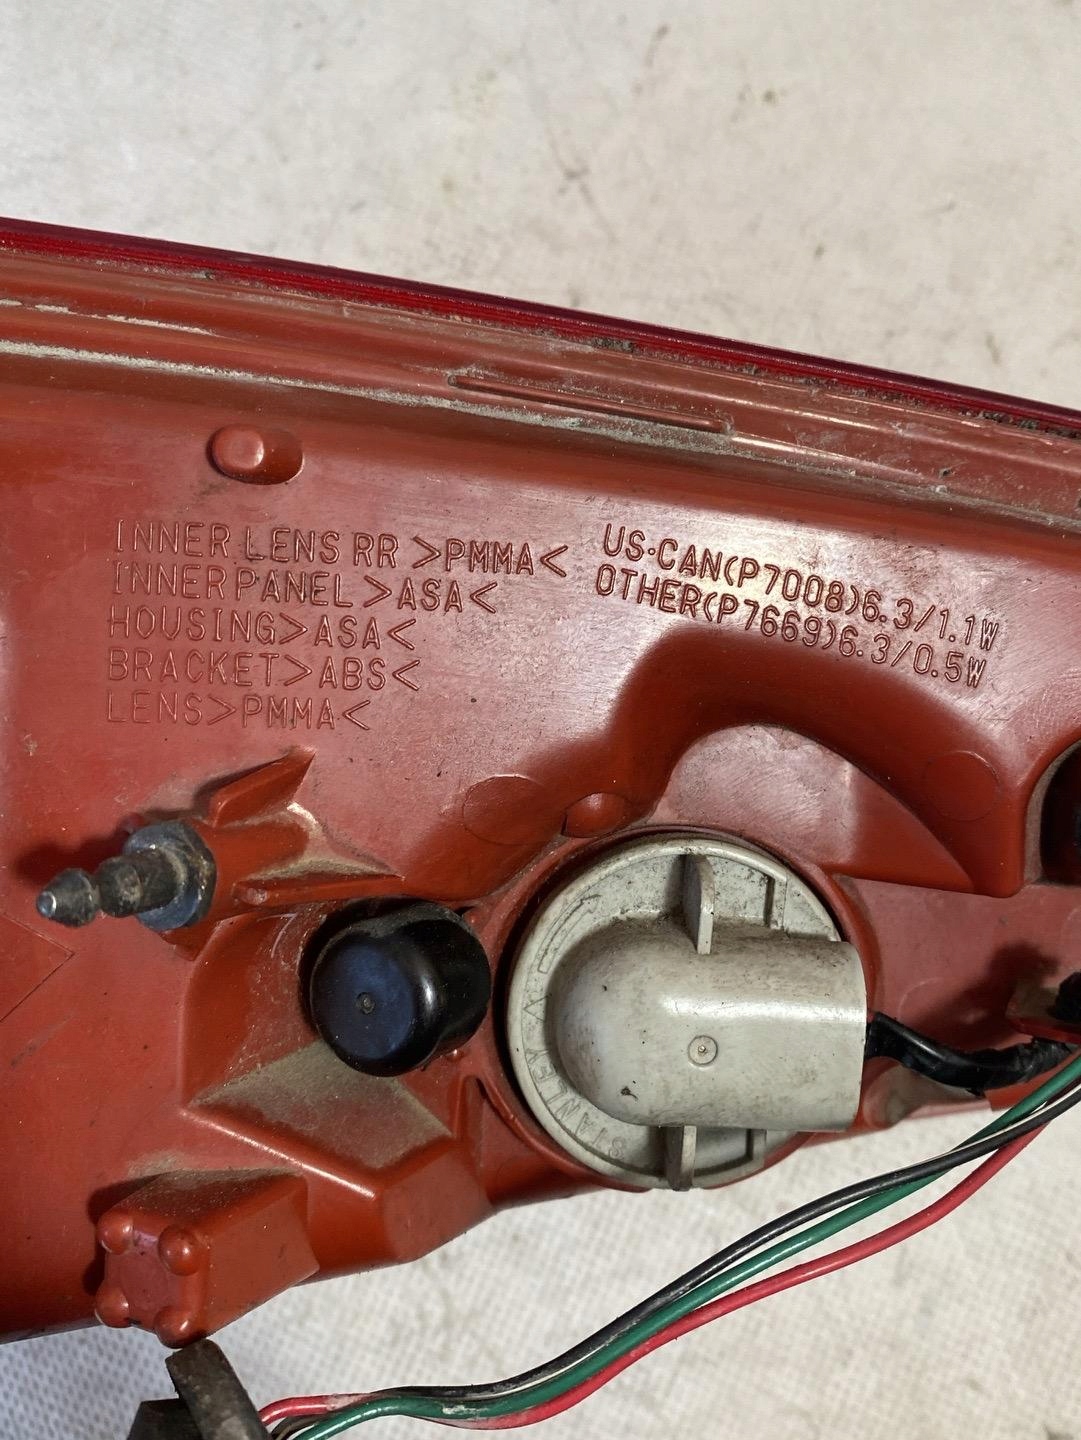 INNER LENS RR >PMMA<
INNER PANEL >ASA<
HOUSING >ASA<
BRACKET >ABS<
LENS >PMMA<
US·CAN(P7008)6.3/1.1W
OTHER(P7669)6.3/0.5W
STANLEY